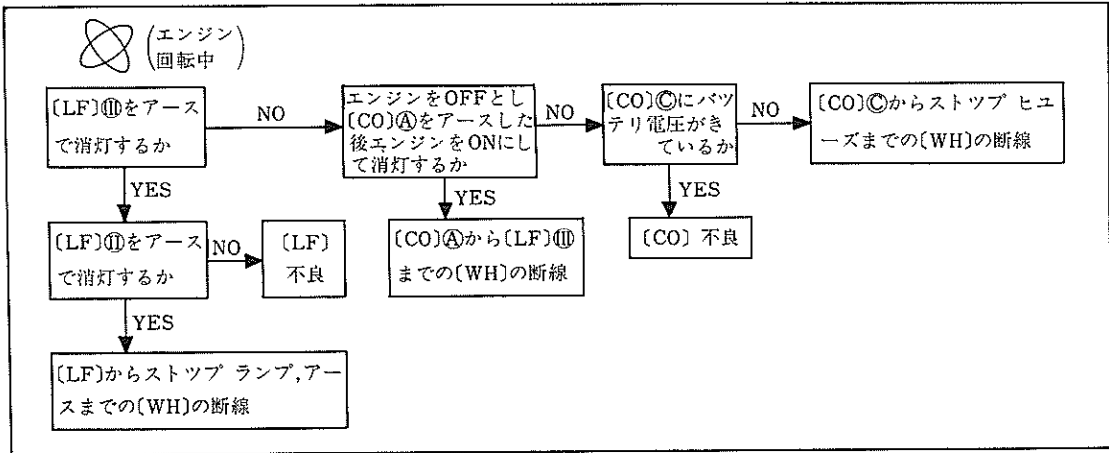 (エンジン
回転中)
〔LF〕⑪をアース
で消灯するか
NO
エンジンをOFFとし
〔CO〕Ⓐをアースした
後エンジンをONにし
て消灯するか
NO
〔CO〕Ⓒにバツ
テリ電圧がき
ているか
NO
〔CO〕Ⓒからストツプ ヒユ
ーズまでの〔WH〕の断線
YES
YES
YES
〔LF〕⑪をアース
で消灯するか
NO
〔LF〕
不良
〔CO〕Ⓐから〔LF〕⑪
までの〔WH〕の断線
〔CO〕不良
YES
〔LF〕からストツプ ランプ,アー
スまでの〔WH〕の断線